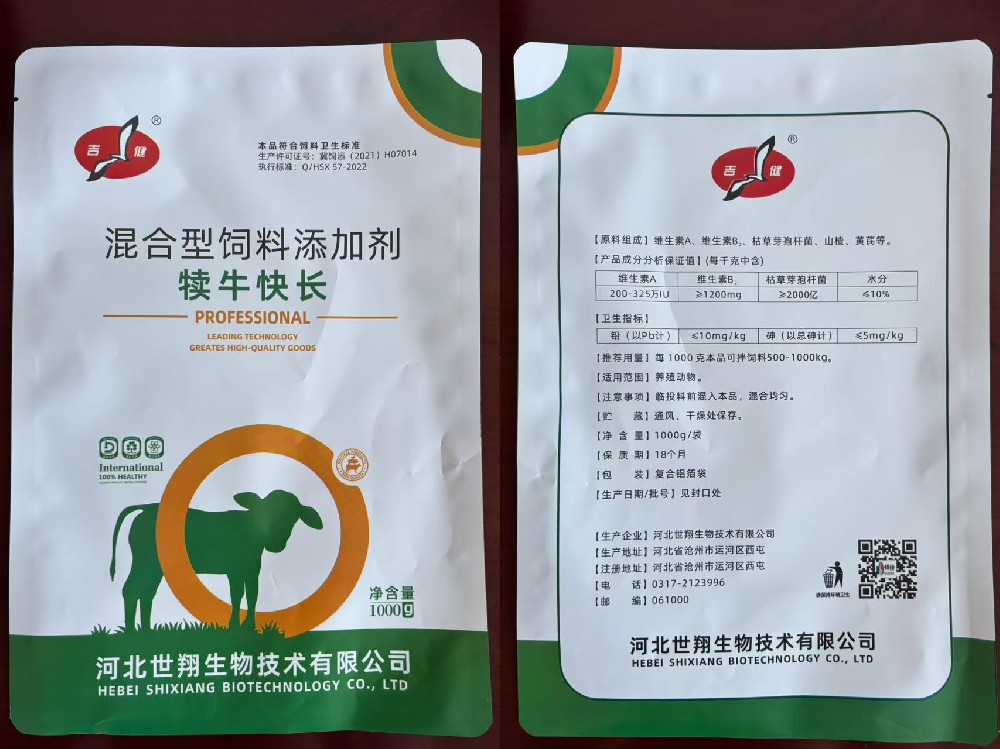 吉 健 ®
本品符合饲料卫生标准
生产许可证号：冀饲添（2021）H07014
执行标准：Q/HSX 57-2022
混合型饲料添加剂
犊牛快长
PROFESSIONAL
LEADING TECHNOLOGY
GREATES HIGH-QUALITY GOODS
International
100% HEALTHY
净含量
1000g
河北世翔生物技术有限公司
HEBEI SHIXIANG BIOTECHNOLOGY CO., LTD
吉 健 ®
【原料组成】维生素A、维生素B₂、枯草芽孢杆菌、山楂、黄芪等。
【产品成分分析保证值】(每千克中含)
维生素A 维生素B₂ 枯草芽孢杆菌 水分
200-325万IU ≥1200mg ≥2000亿 ≤10%
【卫生指标】
铅（以Pb计） ≤10mg/kg 砷（以总砷计） ≤5mg/kg
【推荐用量】每1000克本品可拌饲料500-1000kg。
【适用范围】养殖动物。
【注意事项】临投料前混入本品，混合均匀。
【贮 藏】通风、干燥处保存。
【净 含 量】1000g/袋
【保 质 期】18个月
【包 装】复合铝箔袋
【生产日期/批号】见封口处
【生产企业】河北世翔生物技术有限公司
【生产地址】河北省沧州市运河区西屯
【注册地址】河北省沧州市运河区西屯
【电 话】0317-2123996
【邮 编】061000
请保持环境卫生
河北世翔生物技术有限公司
HEBEI SHIXIANG BIOTECHNOLOGY CO., LTD